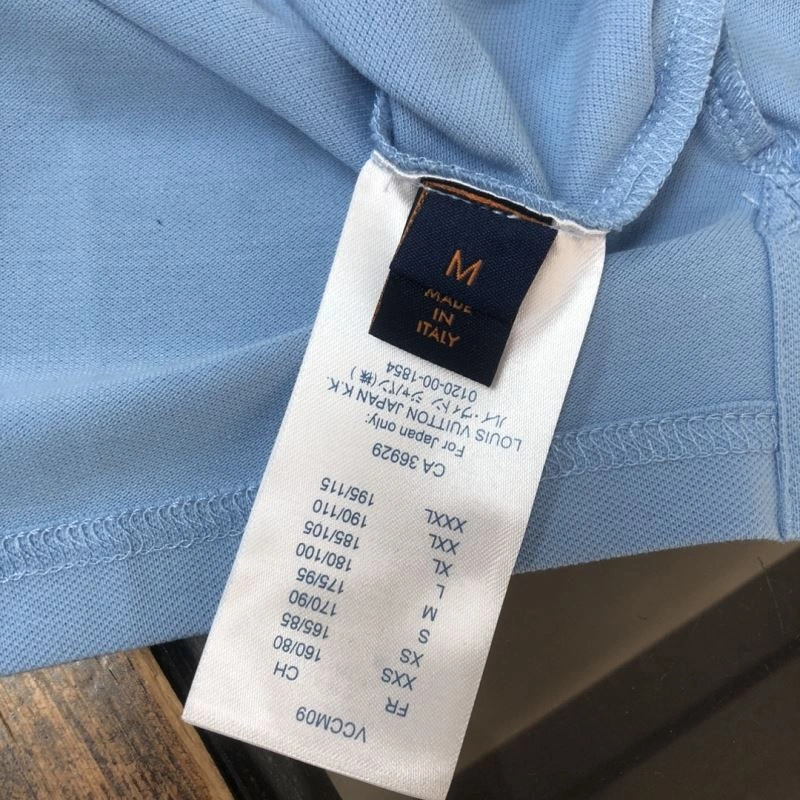 M
MADE
IN
ITALY
VCCM09
FR CH
XXS 160/80
XS 165/85
S 170/90
M 175/95
L 180/100
XL 185/105
XXL 190/110
XXXL 195/115
CA 36929
For Japan only:
LOUIS VUITTON JAPAN K.K.
ルイ・ヴィトン ジャパン(株)
0120-00-1854